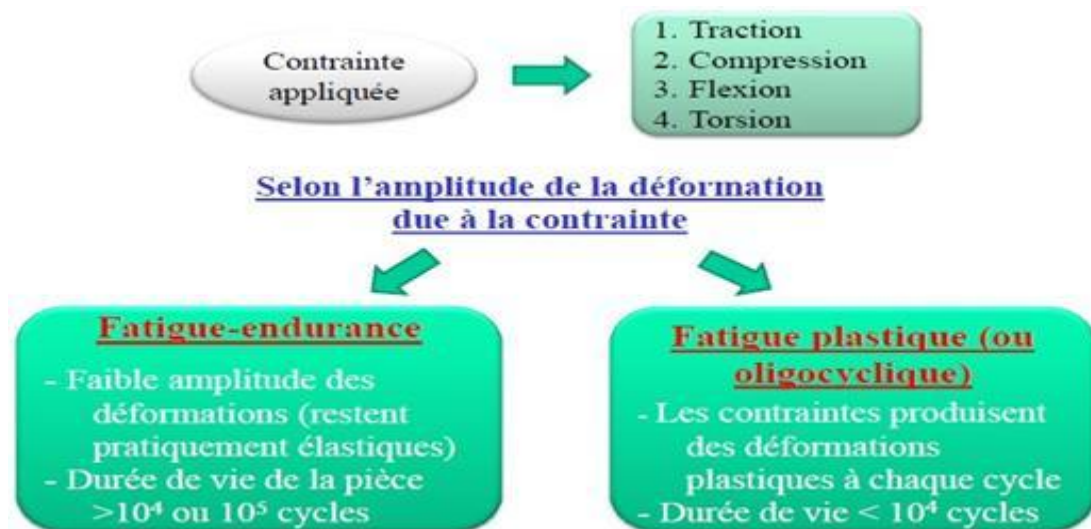 Contrainte
appliquée
1. Traction
2. Compression
3. Flexion
4. Torsion
Selon l’amplitude de la déformation
due à la contrainte
Fatigue-endurance
- Faible amplitude des
déformations (restent
pratiquement élastiques)
- Durée de vie de la pièce
>10⁴ ou 10⁵ cycles
Fatigue plastique (ou
oligocyclique)
- Les contraintes produisent
des déformations
plastiques à chaque cycle
- Durée de vie < 10⁴ cycles